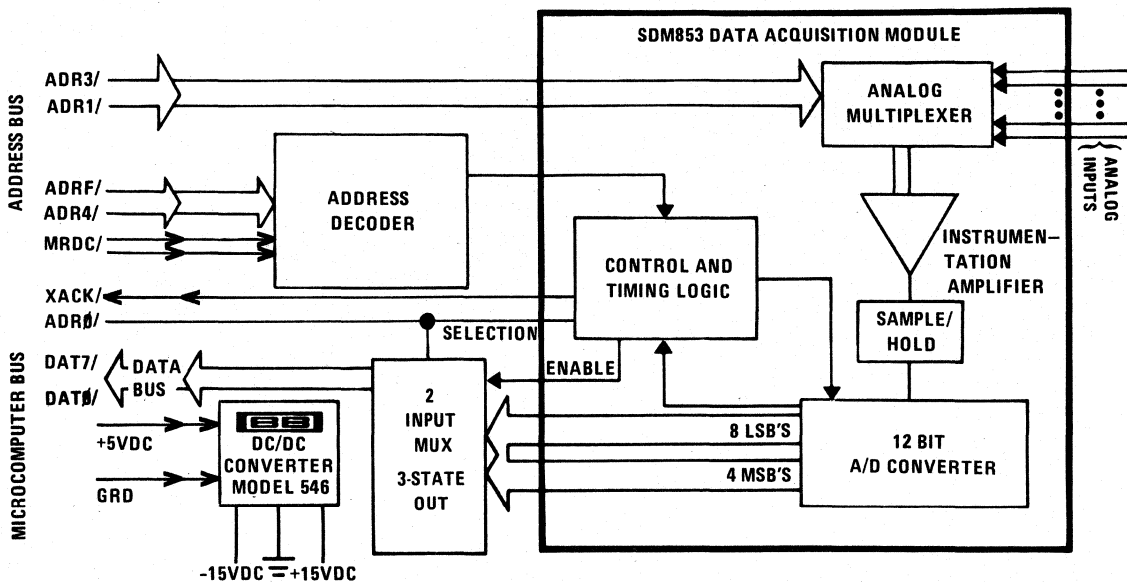 SDM853 DATA ACQUISITION MODULE
ADDRESS BUS
ADR3/
ADR1/
ANALOG
MULTIPLEXER
ANALOG
INPUTS
ADRF/
ADR4/
MRDC/
ADDRESS
DECODER
INSTRUMEN–
TATION
AMPLIFIER
CONTROL AND
TIMING LOGIC
XACK/
ADRØ/
SELECTION
SAMPLE/
HOLD
MICROCOMPUTER BUS
DAT7/
DATØ/
DATA
BUS
ENABLE
2
INPUT
MUX
3-STATE
OUT
8 LSB'S
4 MSB'S
12 BIT
A/D CONVERTER
+5VDC
GRD
BB
DC/DC
CONVERTER
MODEL 546
-15VDC
+15VDC